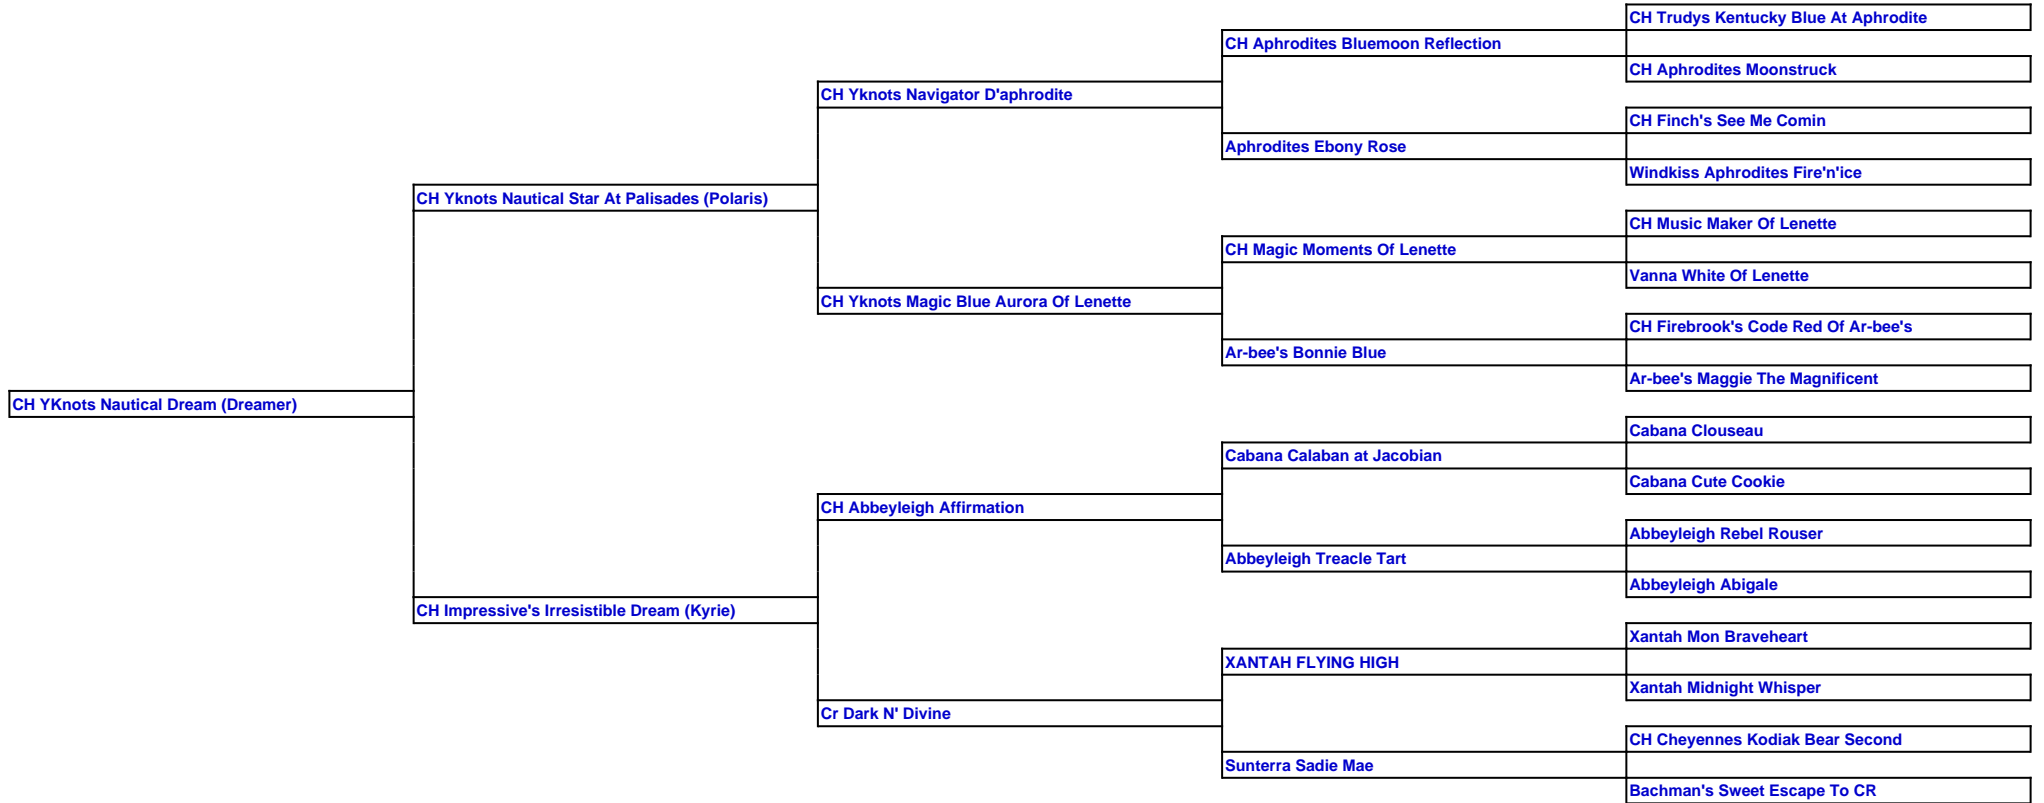 CH Trudys Kentucky Blue At Aphrodite
CH Aphrodites Bluemoon Reflection
CH Aphrodites Moonstruck
CH Yknots Navigator D'aphrodite
CH Finch's See Me Comin
Aphrodites Ebony Rose
Windkiss Aphrodites Fire'n'ice
CH Yknots Nautical Star At Palisades (Polaris)
CH Music Maker Of Lenette
CH Magic Moments Of Lenette
Vanna White Of Lenette
CH Yknots Magic Blue Aurora Of Lenette
CH Firebrook's Code Red Of Ar-bee's
Ar-bee's Bonnie Blue
Ar-bee's Maggie The Magnificent
CH YKnots Nautical Dream (Dreamer)
Cabana Clouseau
Cabana Calaban at Jacobian
Cabana Cute Cookie
CH Abbeyleigh Affirmation
Abbeyleigh Rebel Rouser
Abbeyleigh Treacle Tart
Abbeyleigh Abigale
CH Impressive's Irresistible Dream (Kyrie)
Xantah Mon Braveheart
XANTAH FLYING HIGH
Xantah Midnight Whisper
Cr Dark N' Divine
CH Cheyennes Kodiak Bear Second
Sunterra Sadie Mae
Bachman's Sweet Escape To CR